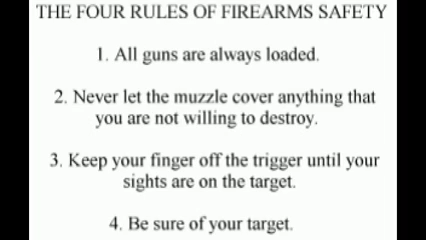 THE FOUR RULES OF FIREARMS SAFETY
1. All guns are always loaded.
2. Never let the muzzle cover anything that
you are not willing to destroy.
3. Keep your finger off the trigger until your
sights are on the target.
4. Be sure of your target.